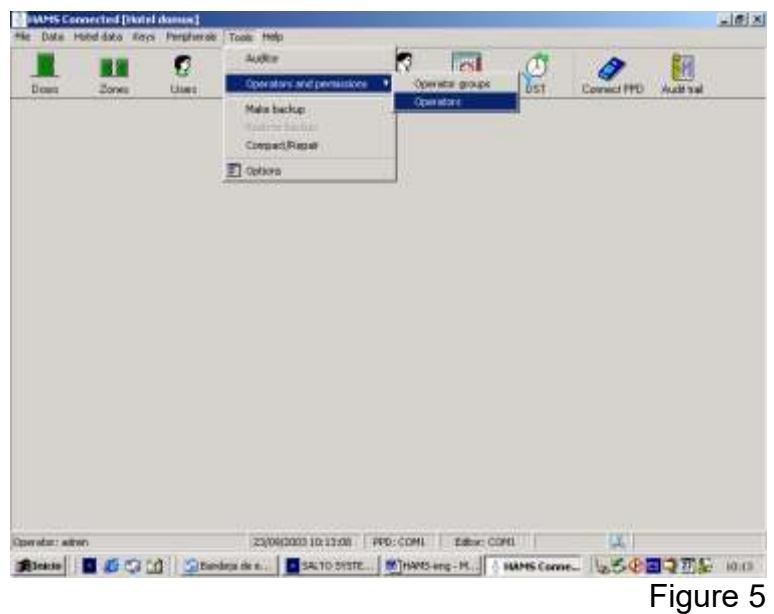 HAMS Connected [Hotel domus]
File Data Hotel data Keys Peripherals Tools Help
Auditor
Operators and permissions
Operator groups
Operators
Make backup
Restore backup
Compact/Repair
Options
Doors Zones Users DST Connect PPD Audit trail
Operator: admin 23/09/2003 10:13:08 PPD: COM1 Editor: COM1
Inicio Bandeja de e... SALTO SYSTE... HAMS-eng - M... HAMS Conne... 10:13
Figure 5